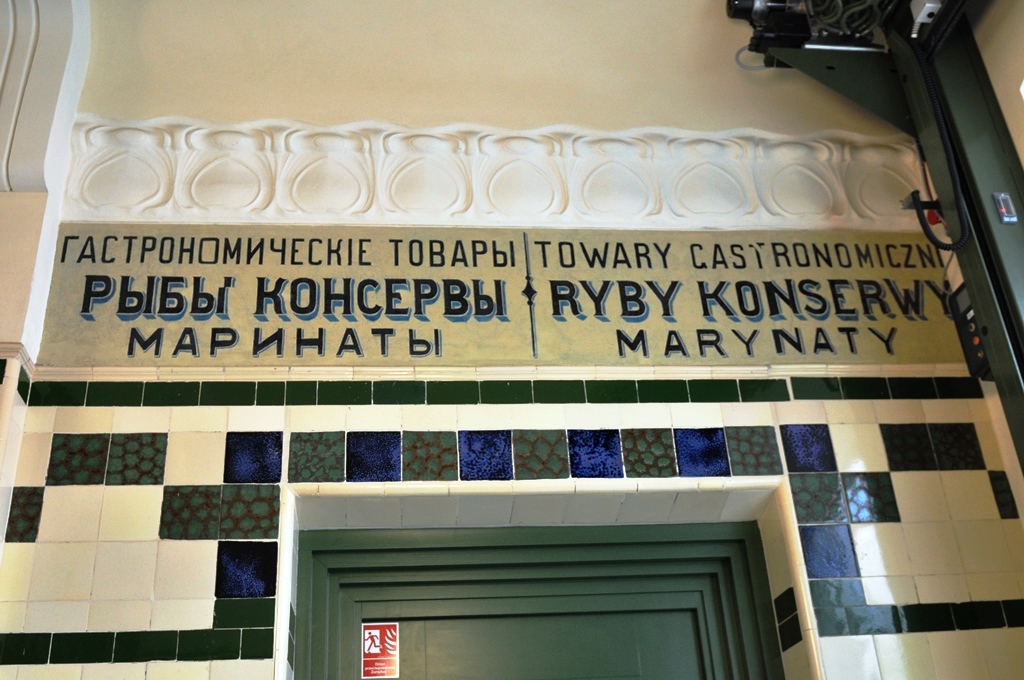 ГАСТРОНОМИЧЕСКІЕ ТОВАРЫ
РЫБЫ КОНСЕРВЫ
МАРИНАТЫ
TOWARY GASTRONOMICZN
RYBY KONSERWY
MARYNATY